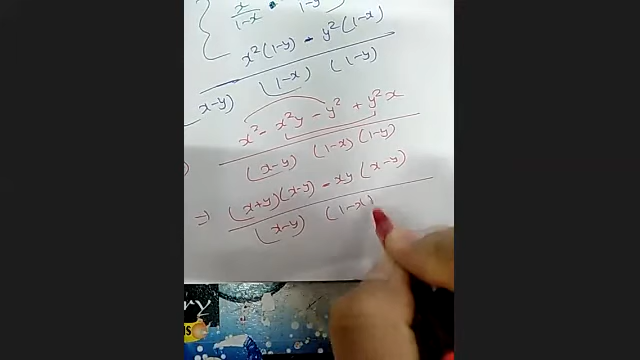 x/(1-x)
x²(1-y) - y²(1-x)
x-y) (1-x) (1-y)
x² - x²y - y² + y²x
(x-y) (1-x) (1-y)
⇒ (x+y)(x-y) - xy(x-y)
(x-y) (1-x)